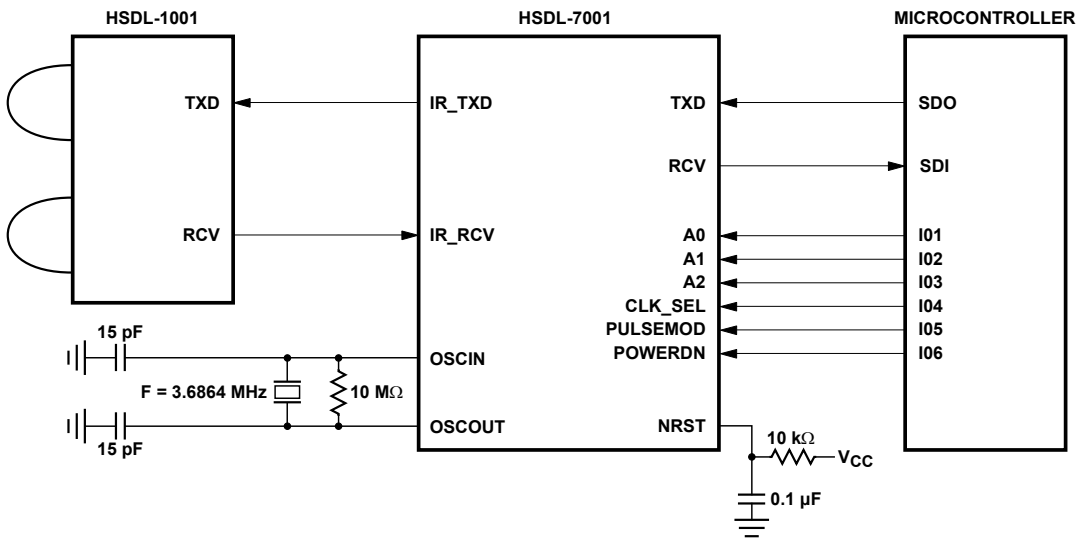 HSDL-1001
HSDL-7001
MICROCONTROLLER
TXD
IR_TXD
TXD
SDO
RCV
SDI
RCV
IR_RCV
A0
I01
A1
I02
A2
I03
CLK_SEL
I04
PULSEMOD
I05
POWERDN
I06
15 pF
OSCIN
F = 3.6864 MHz
10 MΩ
OSCOUT
15 pF
NRST
10 kΩ
VCC
0.1 µF